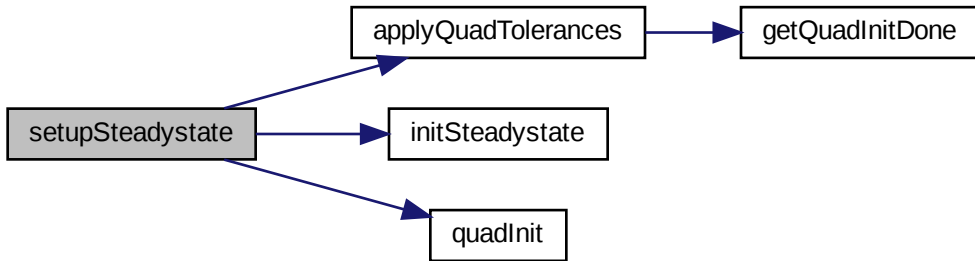 applyQuadTolerances
getQuadInitDone
setupSteadystate
initSteadystate
quadInit